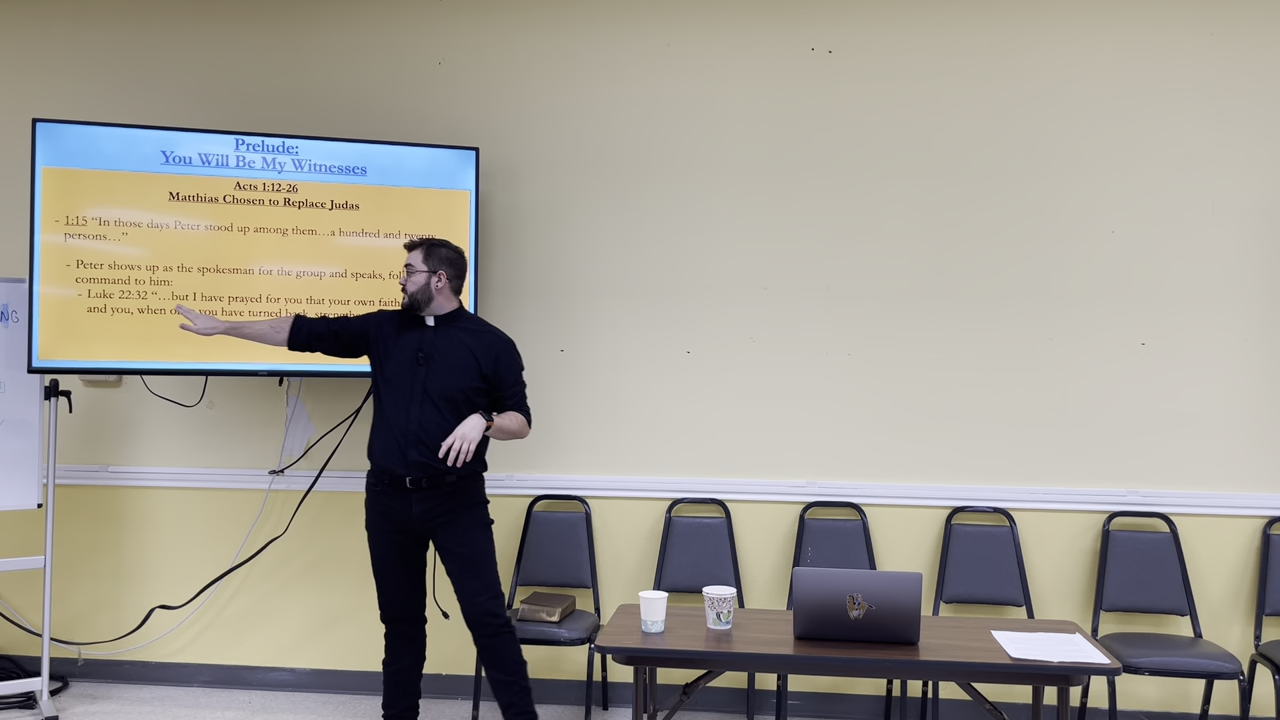 Prelude:
You Will Be My Witnesses
Acts 1:12-26
Matthias Chosen to Replace Judas
- 1:15 “In those days Peter stood up among them…a hundred and twenty
persons…”
- Peter shows up as the spokesman for the group and speaks,
command to him:
- Luke 22:32 “…but I have prayed for you that your own faith
and you, when you have turned back,
NG